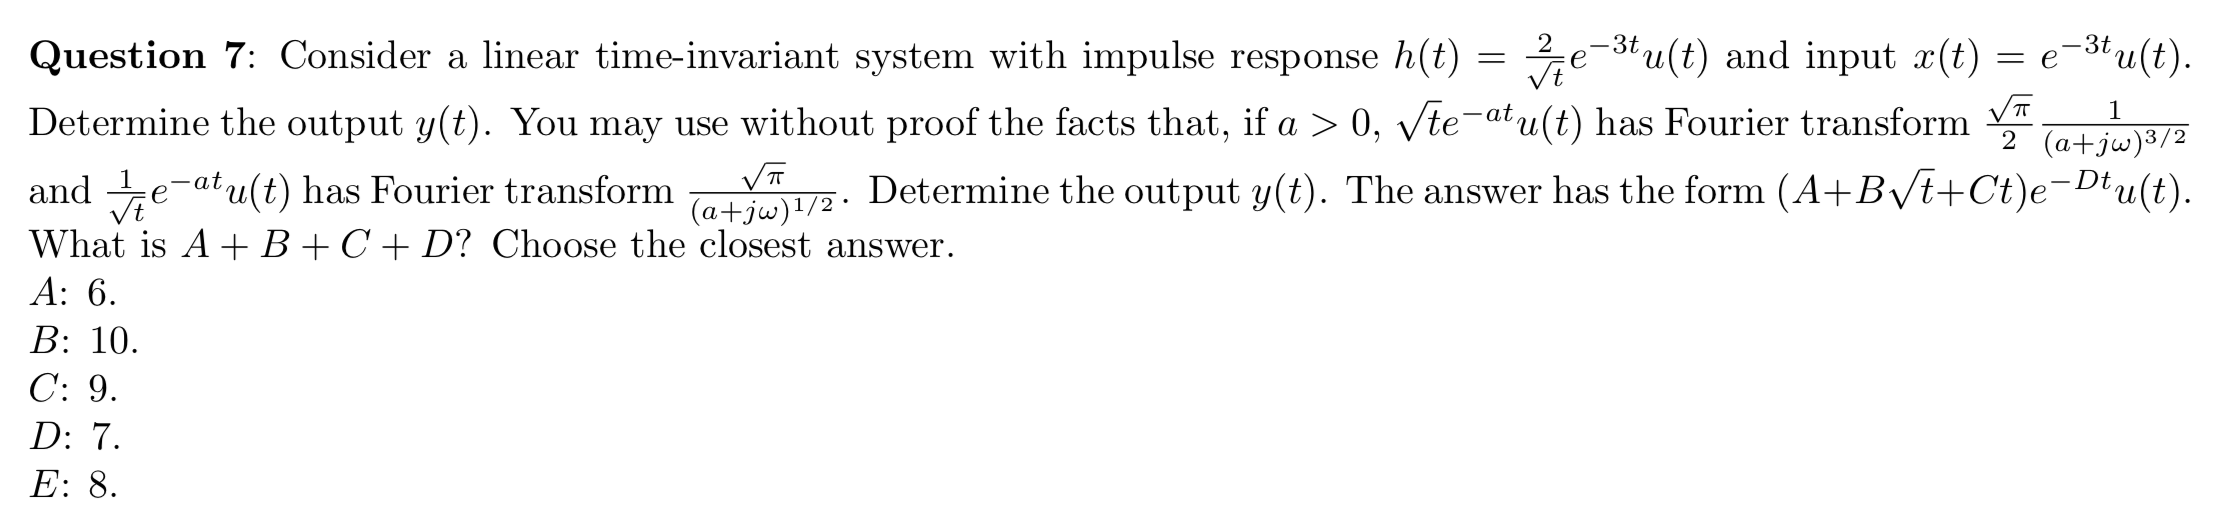 **Question 7**: Consider a linear time-invariant system with impulse response $h(t) = \frac{2}{\sqrt{t}}e^{-3t}u(t)$ and input $x(t) = e^{-3t}u(t)$.
Determine the output $y(t)$. You may use without proof the facts that, if $a > 0$, $\sqrt{t}e^{-at}u(t)$ has Fourier transform $\frac{\sqrt{\pi}}{2}\frac{1}{(a+j\omega)^{3/2}}$
and $\frac{1}{\sqrt{t}}e^{-at}u(t)$ has Fourier transform $\frac{\sqrt{\pi}}{(a+j\omega)^{1/2}}$. Determine the output $y(t)$. The answer has the form $(A+B\sqrt{t}+Ct)e^{-Dt}u(t)$.
What is $A + B + C + D$? Choose the closest answer.
$A$: 6.
$B$: 10.
$C$: 9.
$D$: 7.
$E$: 8.